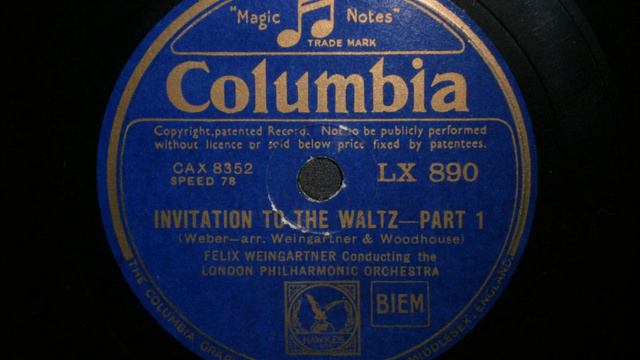 "Magic Notes"
TRADE MARK
Columbia
Copyright, patented Record. Not to be publicly performed
without licence or sold below price fixed by patentees.
CAX 8352 LX 890
SPEED 78
INVITATION TO THE WALTZ—PART 1
(Weber—arr. Weingartner & Woodhouse)
FELIX WEINGARTNER Conducting the
LONDON PHILHARMONIC ORCHESTRA
HAWKES
BIEM
THE COLUMBIA GRA
MIDDLESEX, ENGLAND.